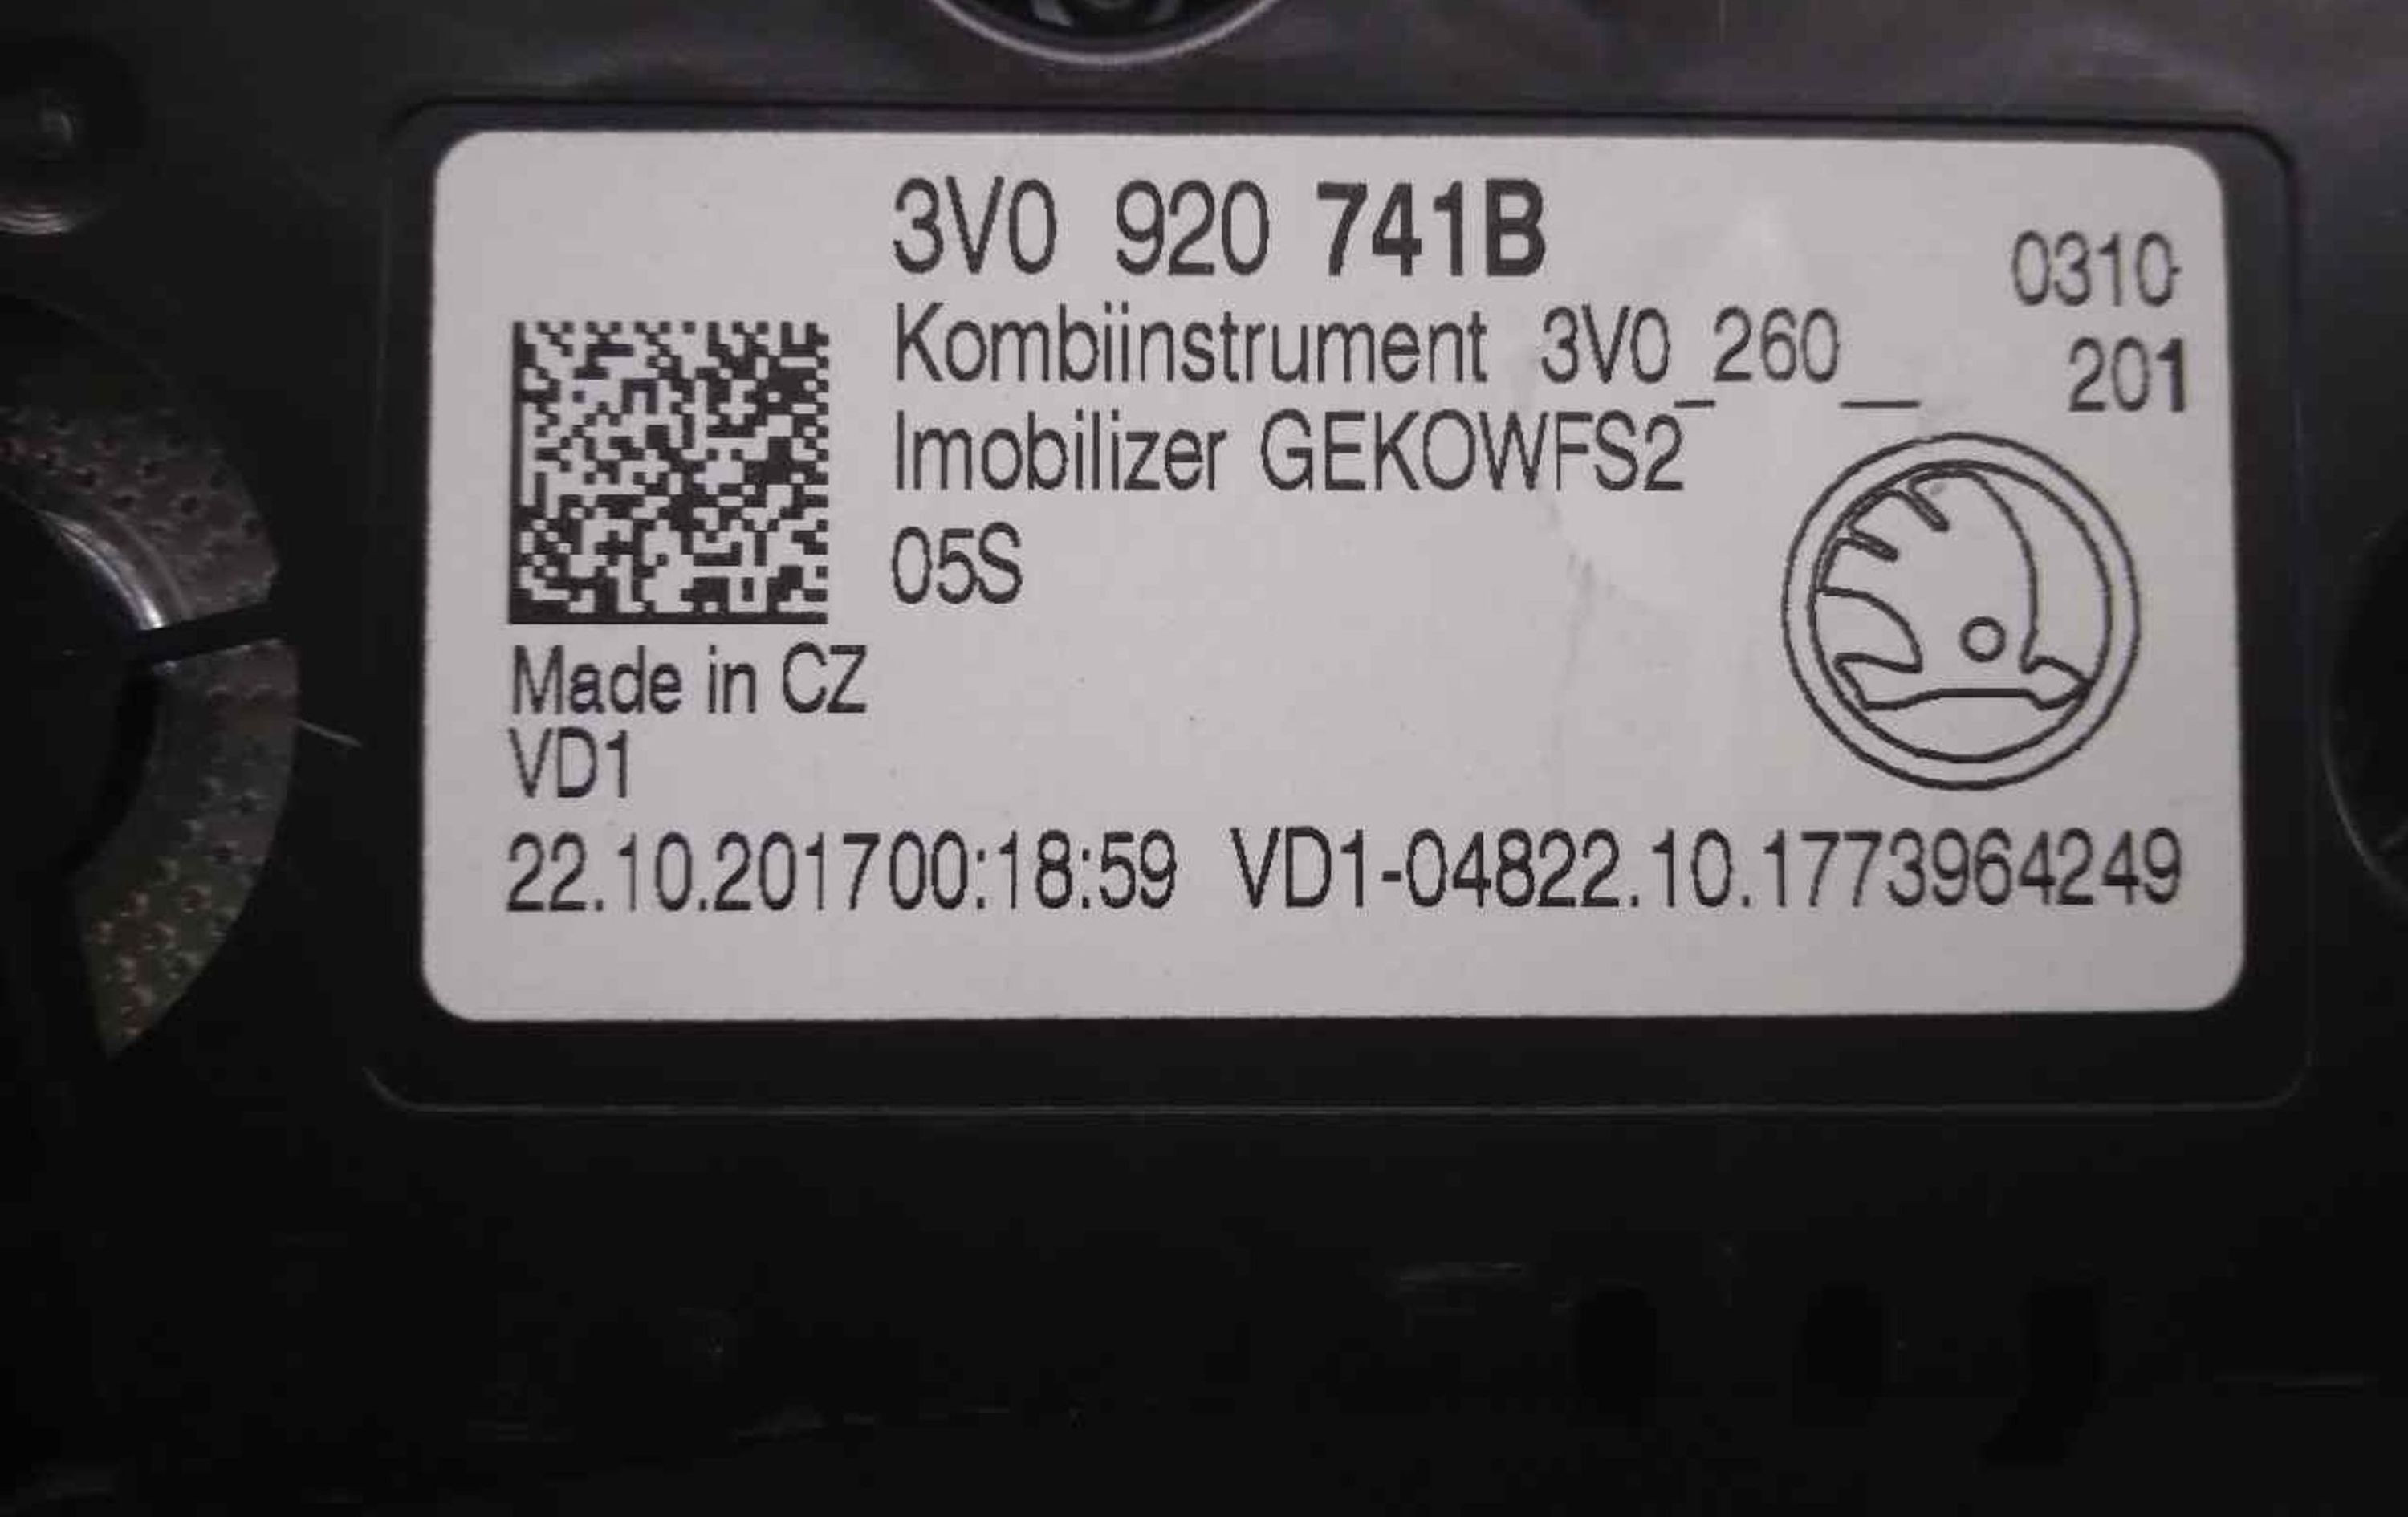 3V0 920 741B
0310
Kombiinstrument 3V0_260__
201
Imobilizer GEKOWFS2
05S
Made in CZ
VD1
22.10.201700:18:59 VD1-04822.10.1773964249